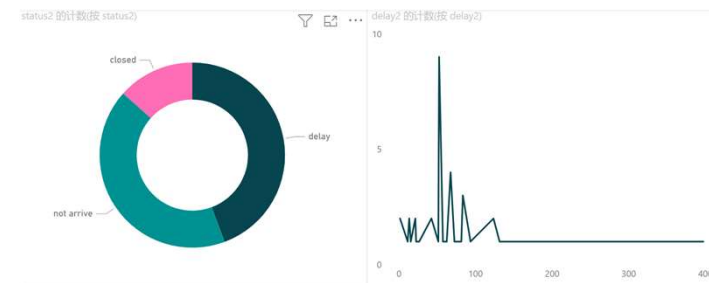 status2 的计数(按 status2)
closed
delay
not arrive
delay2 的计数(按 delay2)
10
5
0
0 100 200 300 400